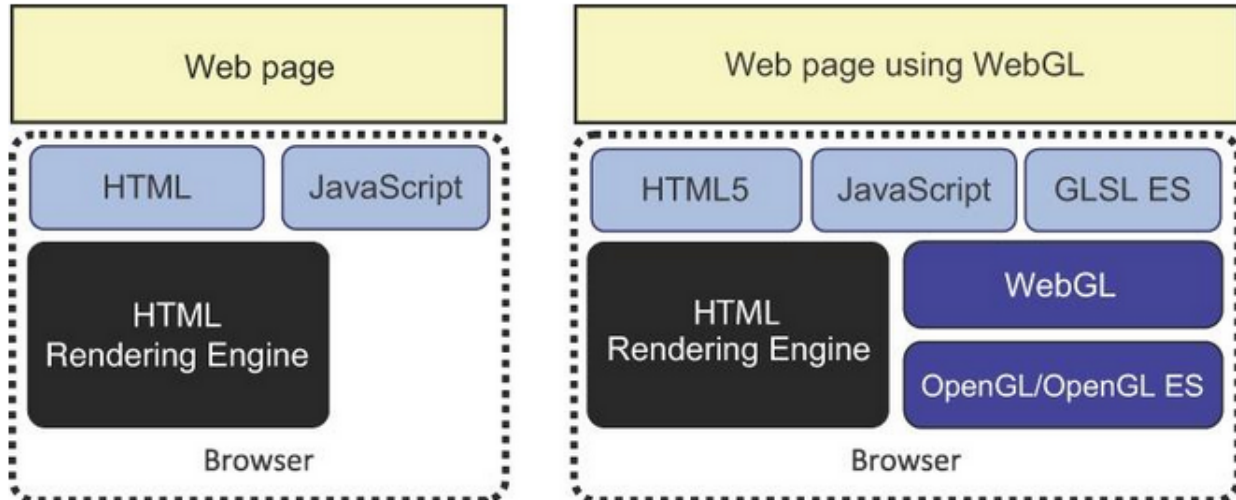 Web page
HTML
JavaScript
HTML
Rendering Engine
Browser
Web page using WebGL
HTML5
JavaScript
GLSL ES
HTML
Rendering Engine
WebGL
OpenGL/OpenGL ES
Browser